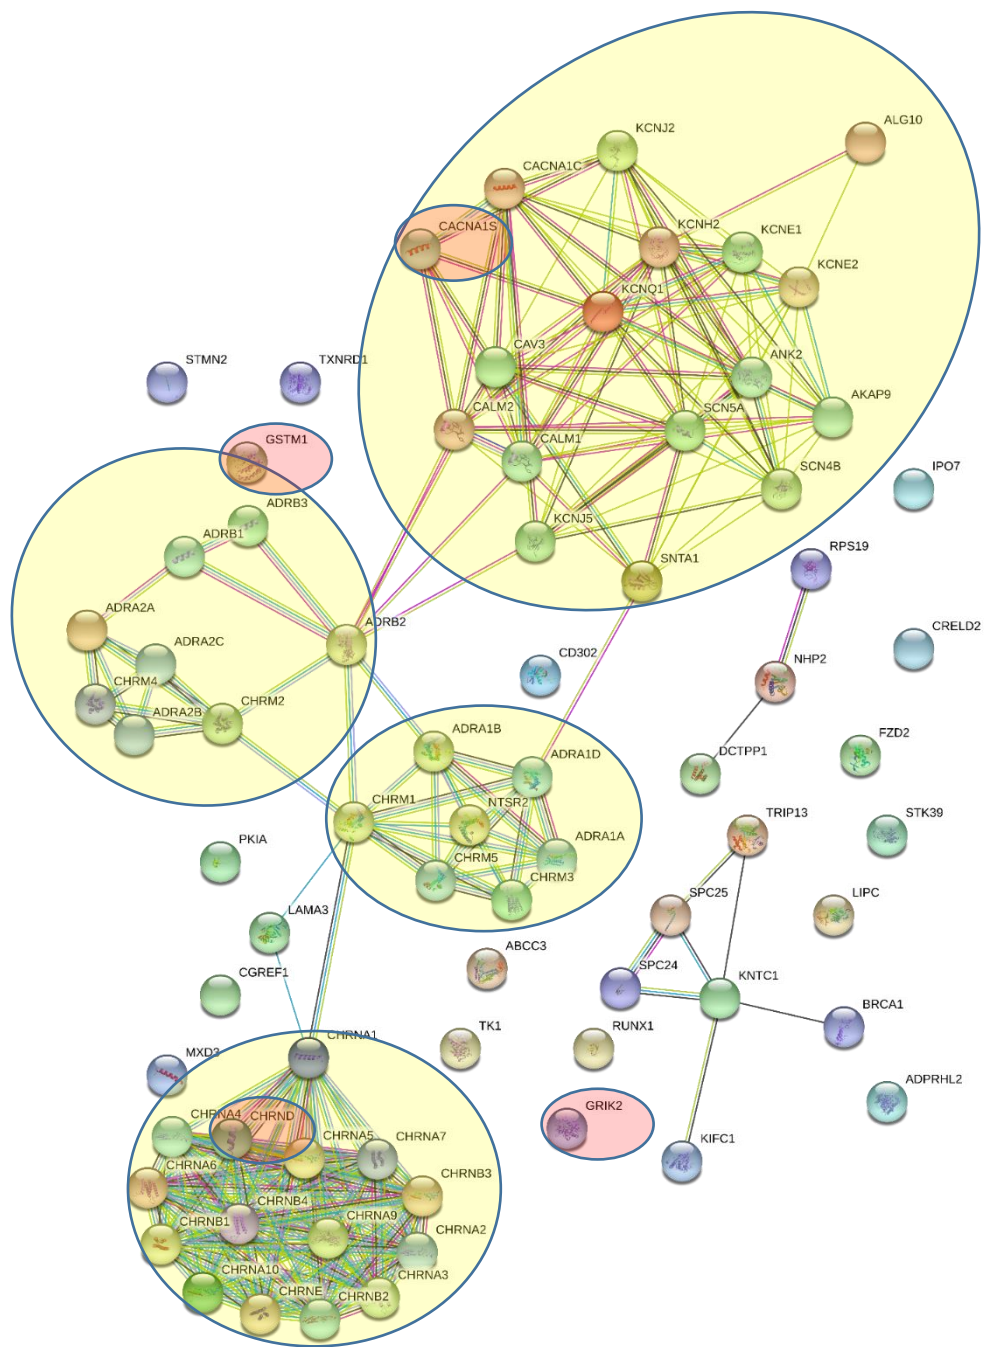 ALG10
KCNJ2
CACNA1C
CACNA1S
KCNH2
KCNE1
KCNE2
KCNQ1
CAV3
ANK2
STMN2
TXNRD1
AKAP9
CALM2
SCN5A
GSTM1
CALM1
SCN4B
IPO7
ADRB3
KCNJ5
ADRB1
RPS19
SNTA1
ADRA2A
ADRB2
CRELD2
ADRA2C
CD302
NHP2
CHRM4
CHRM2
ADRA2B
ADRA1B
FZD2
ADRA1D
DCTPP1
CHRM1
NTSR2
TRIP13
STK39
PKIA
ADRA1A
CHRM5
CHRM3
SPC25
LIPC
LAMA3
ABCC3
SPC24
CGREF1
KNTC1
BRCA1
CHRNA1
TK1
RUNX1
MXD3
ADPRHL2
GRIK2
CHRNA4
CHRND
CHRNA5
CHRNA7
KIFC1
CHRNA6
CHRNB3
CHRNB4
CHRNB1
CHRNA9
CHRNA2
CHRNA10
CHRNA3
CHRNE
CHRNB2